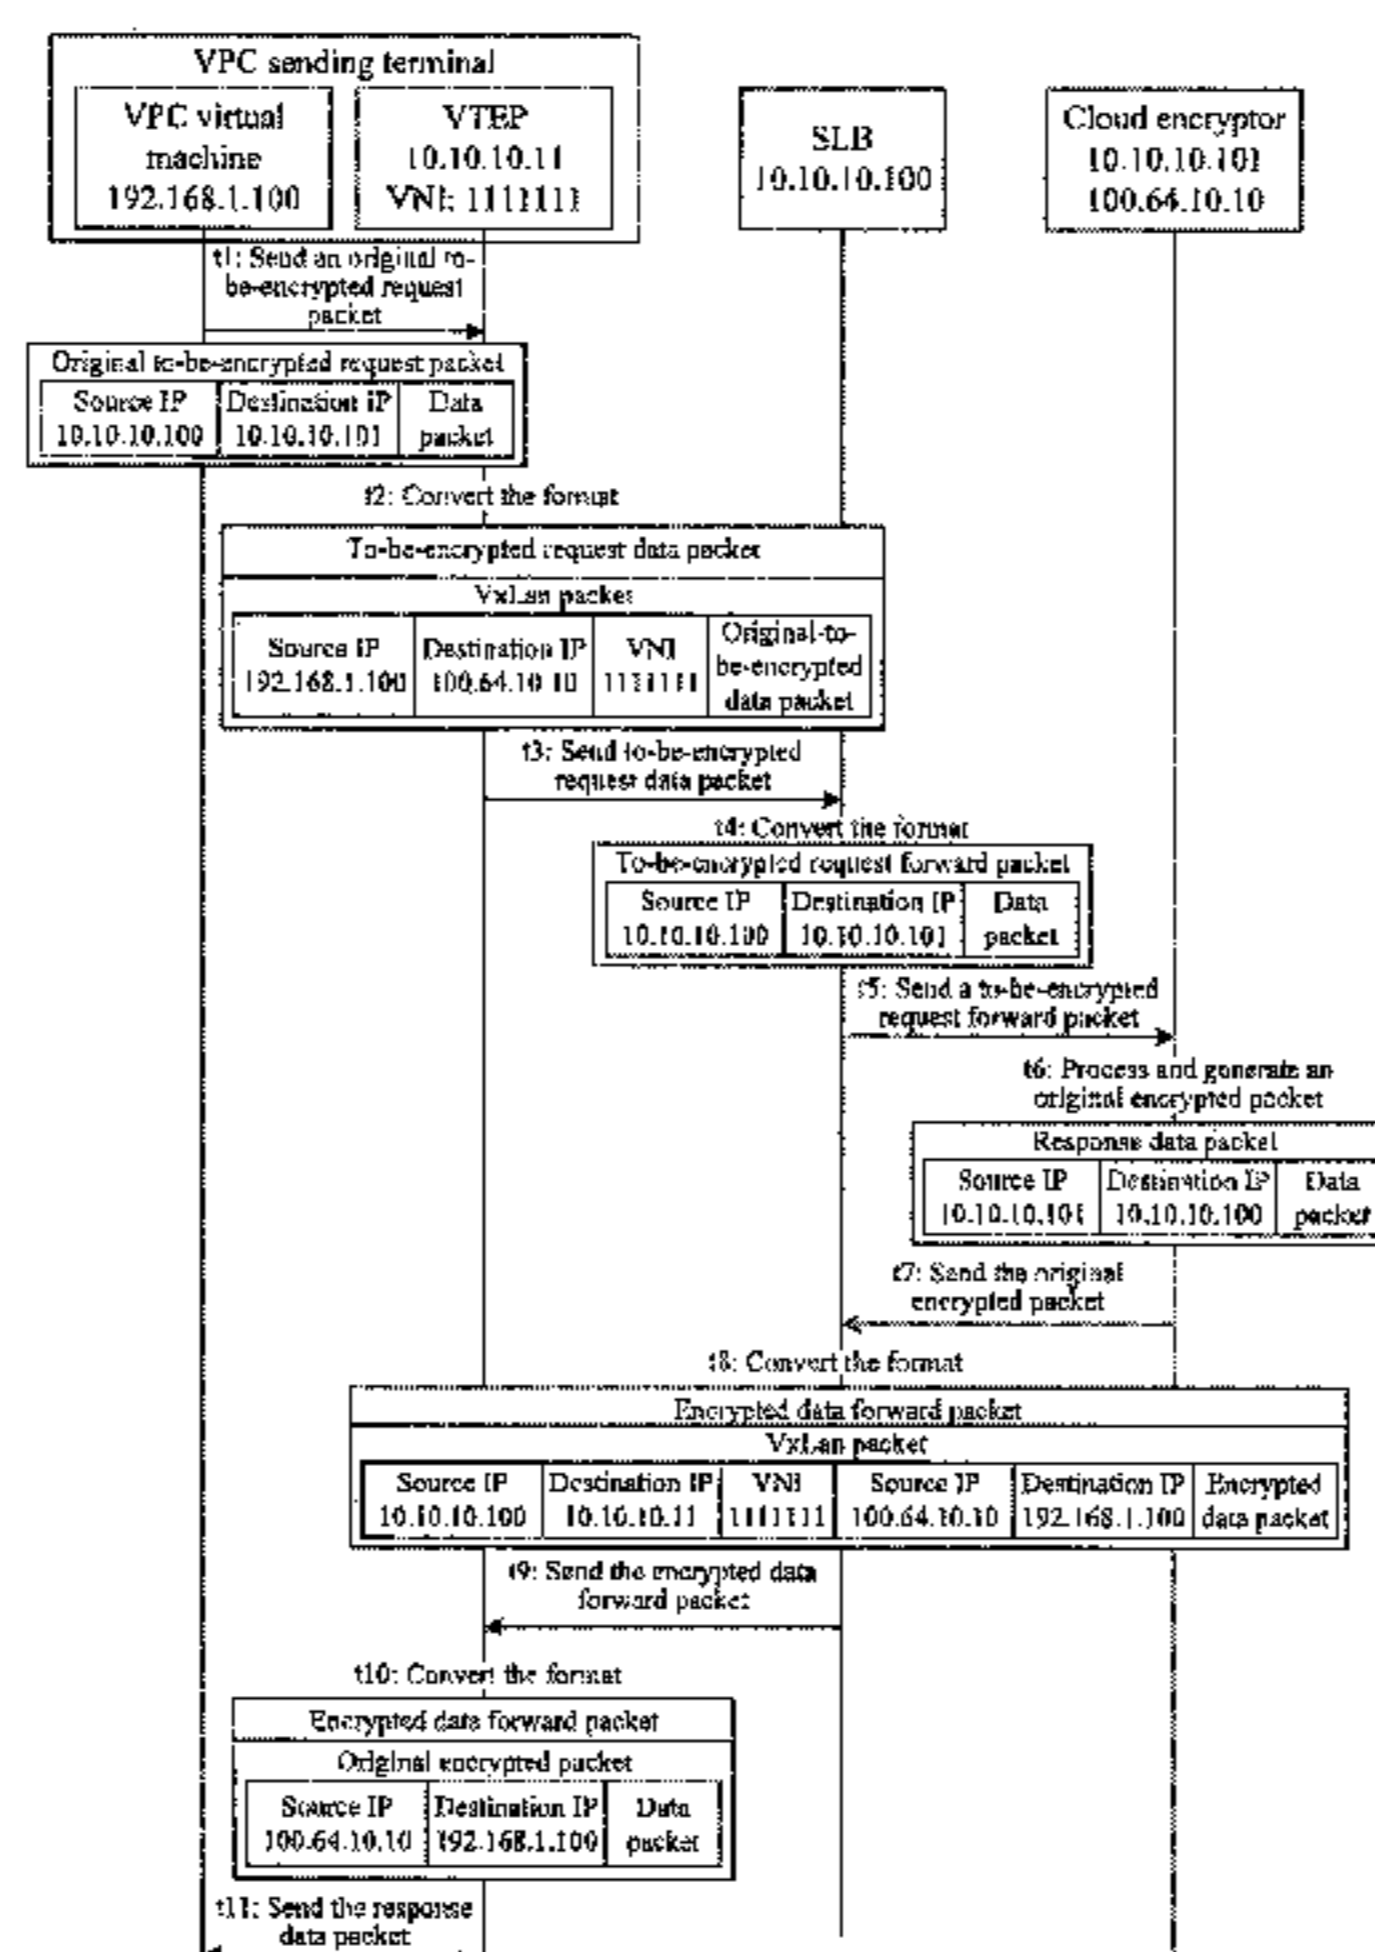 VPC sending terminal
VPC virtual
machine
192.168.1.100
VTEP
10.10.10.11
VNI: 1111111
SLB
10.10.10.100
Cloud encryptor
10.10.10.101
100.64.10.10
t1: Send an original to-
be-encrypted request
packet
Original to-be-encrypted request packet
Source IP
10.10.10.100
Destination IP
10.10.10.101
Data
packet
t2: Convert the format
To-be-encrypted request data packet
VxLan packet
Source IP
192.168.1.100
Destination IP
100.64.10.10
VNI
1111111
Original-to-
be-encrypted
data packet
t3: Send to-be-encrypted
request data packet
t4: Convert the format
To-be-encrypted request forward packet
Source IP
10.10.10.100
Destination IP
10.10.10.101
Data
packet
t5: Send a to-be-encrypted
request forward packet
t6: Process and generate an
original encrypted packet
Response data packet
Source IP
10.10.10.101
Destination IP
10.10.10.100
Data
packet
t7: Send the original
encrypted packet
t8: Convert the format
Encrypted data forward packet
VxLan packet
Source IP
10.10.10.100
Destination IP
10.10.10.11
VNI
1111111
Source IP
100.64.10.10
Destination IP
192.168.1.100
Encrypted
data packet
t9: Send the encrypted data
forward packet
t10: Convert the format
Encrypted data forward packet
Original encrypted packet
Source IP
100.64.10.10
Destination IP
192.168.1.100
Data
packet
t11: Send the response
data packet